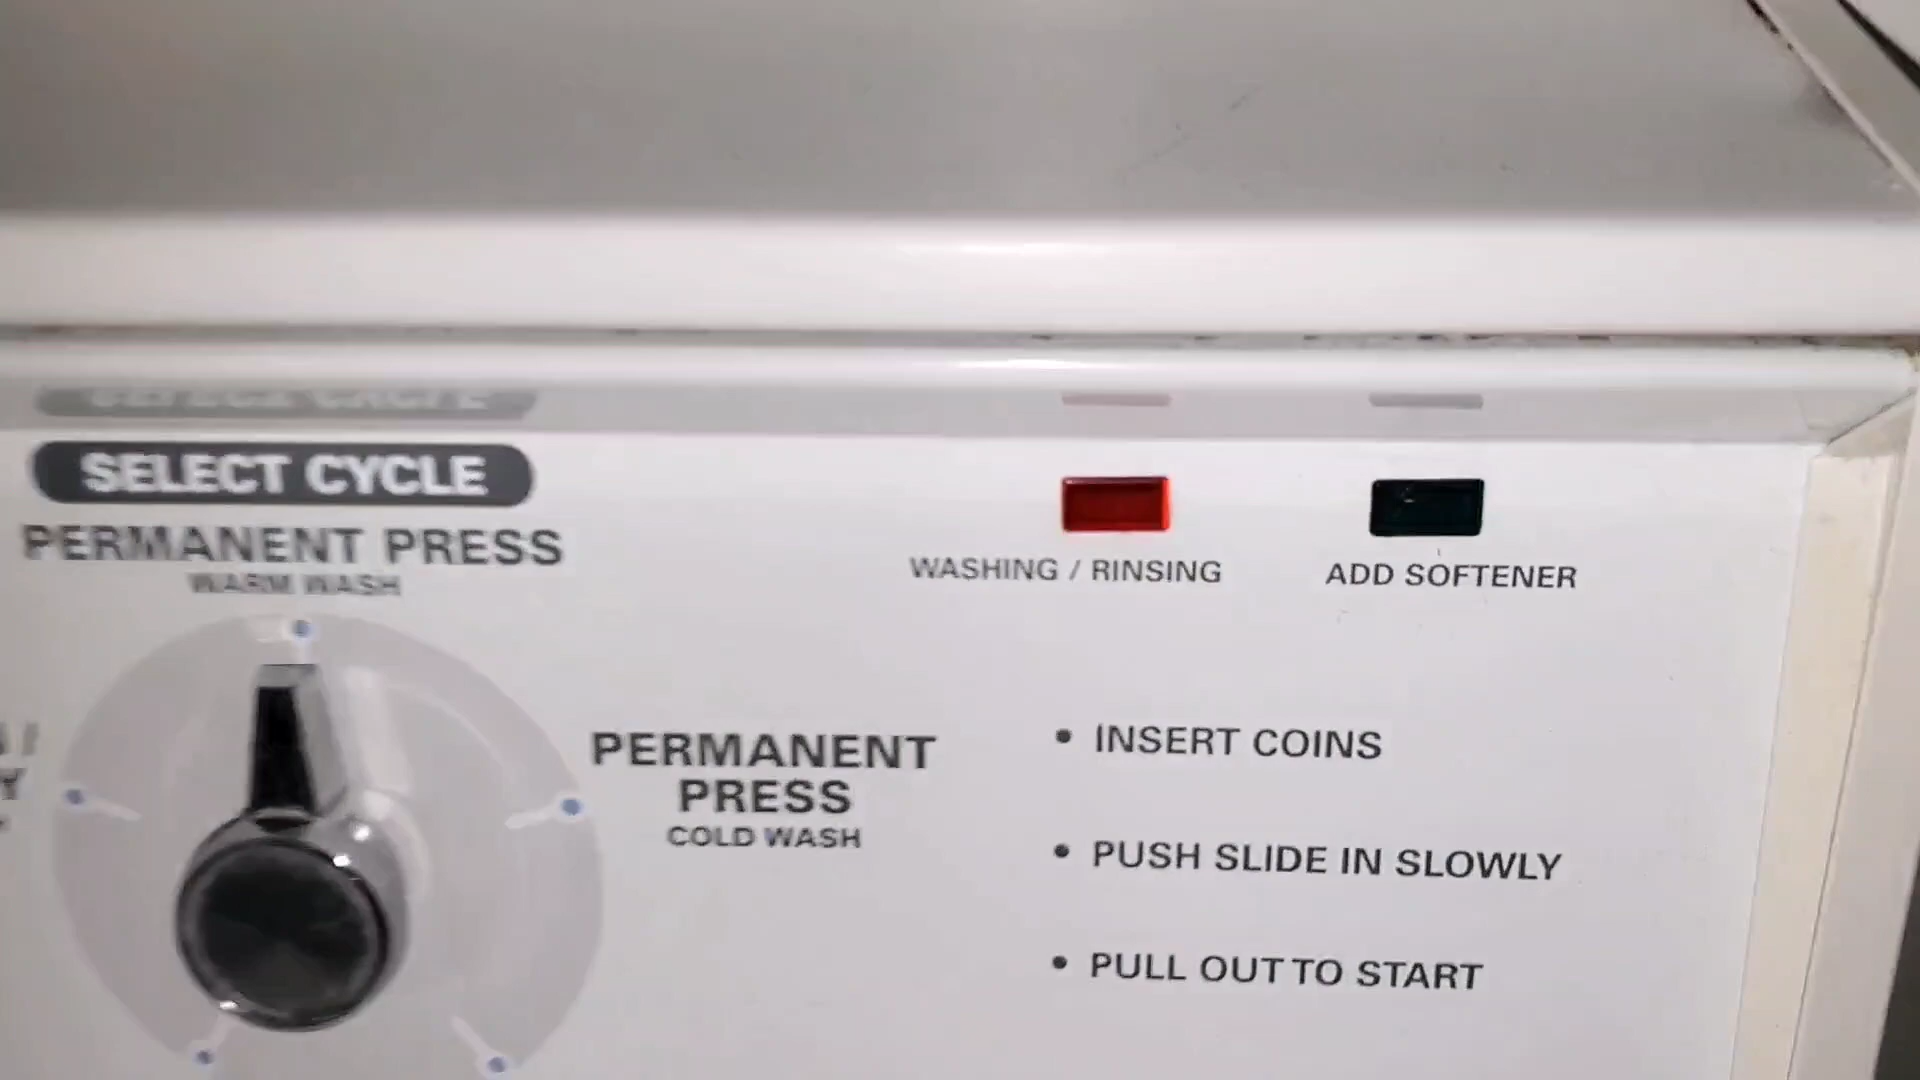 SELECT CYCLE
PERMANENT PRESS
WARM WASH
PERMANENT
PRESS
COLD WASH
WASHING / RINSING
ADD SOFTENER
• INSERT COINS
• PUSH SLIDE IN SLOWLY
• PULL OUT TO START